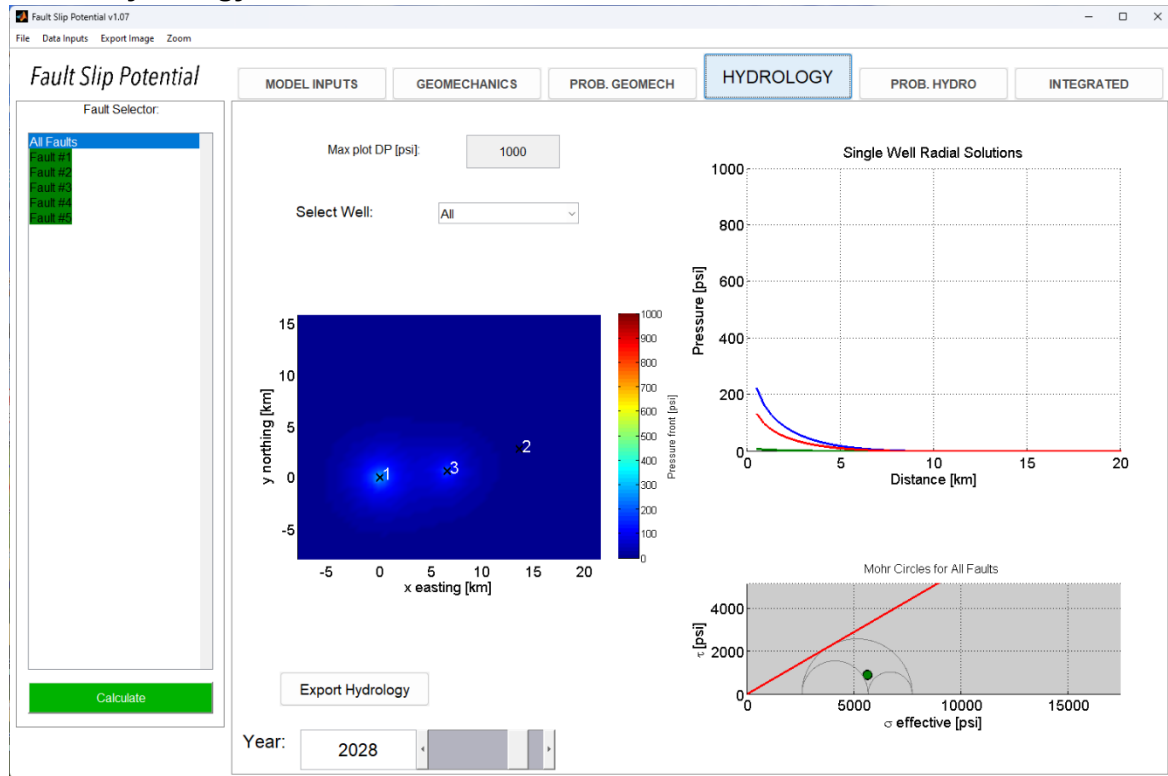 Fault Slip Potential v1.07
File Data Inputs Export Image Zoom
Fault Slip Potential
MODEL INPUTS
GEOMECHANICS
PROB. GEOMECH
HYDROLOGY
PROB. HYDRO
INTEGRATED
Fault Selector:
All Faults
Fault #1
Fault #2
Fault #3
Fault #4
Fault #5
Calculate
Max plot DP [psi]:
1000
Select Well:
All
15
10
5
0
-5
y northing [km]
-5 0 5 10 15 20
x easting [km]
1
3
2
1000
900
800
700
600
500
400
300
200
100
0
Pressure front [psi]
Export Hydrology
Year:
2028
Single Well Radial Solutions
1000
800
600
400
200
0
Pressure [psi]
0 5 10 15 20
Distance [km]
Mohr Circles for All Faults
4000
2000
0
τ [psi]
0 5000 10000 15000
σ effective [psi]